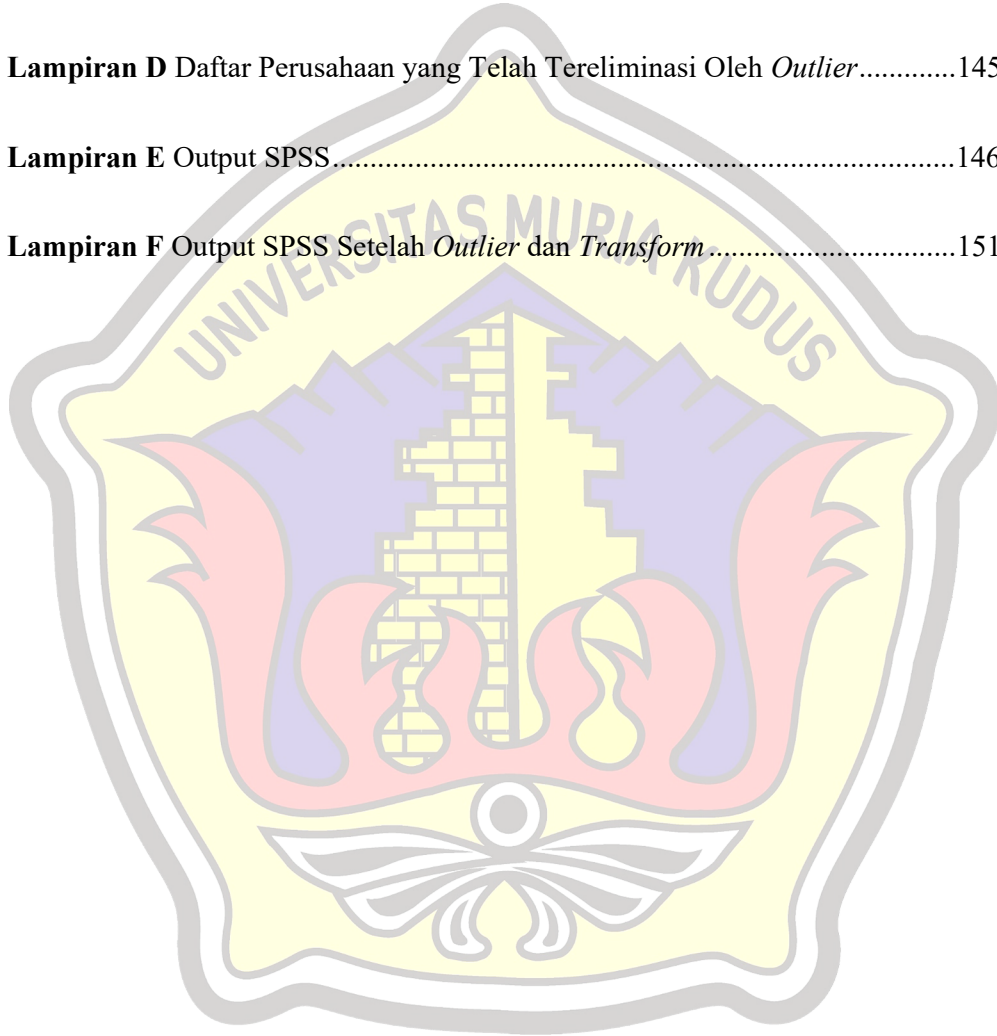 Lampiran D Daftar Perusahaan yang Telah Tereliminasi Oleh Outlier.............145
Lampiran E Output SPSS...................................................................................146
Lampiran F Output SPSS Setelah Outlier dan Transform.................................151
UNIVERSITAS MURIA KUDUS